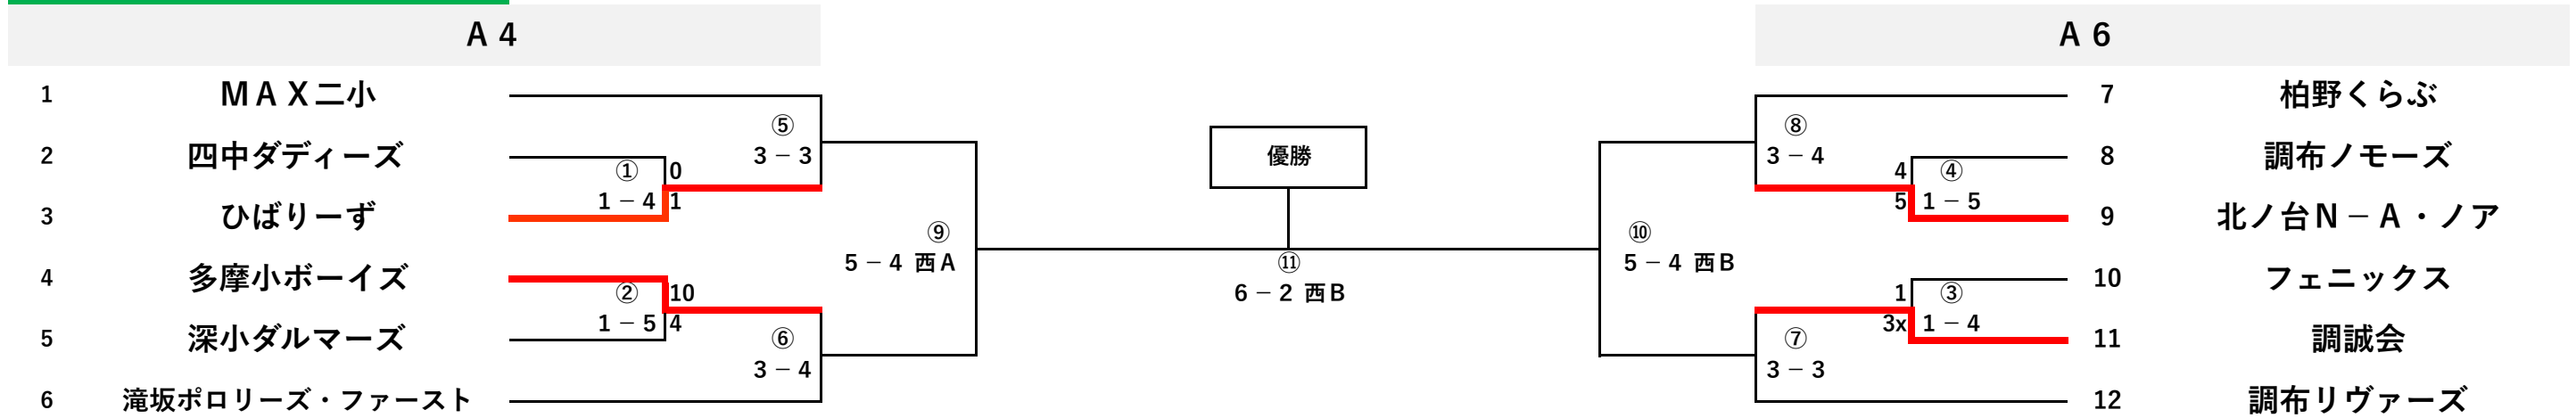 A 4
A 6
1 MAX二小
7 柏野くらぶ
⑤
3 − 3
⑧
3 − 4
2 四中ダディーズ
8 調布ノモーズ
優勝
① 0
1 − 4 1
4 ④
5 1 − 5
3 ひばりーず
9 北ノ台N−A・ノア
⑨
5 − 4 西A
⑩
5 − 4 西B
⑪
6 − 2 西B
4 多摩小ボーイズ
10 フェニックス
② 10
1 − 5 4
1 ③
3x 1 − 4
5 深小ダルマーズ
11 調誠会
⑥
3 − 4
⑦
3 − 3
6 滝坂ポロリーズ・ファースト
12 調布リヴァーズ